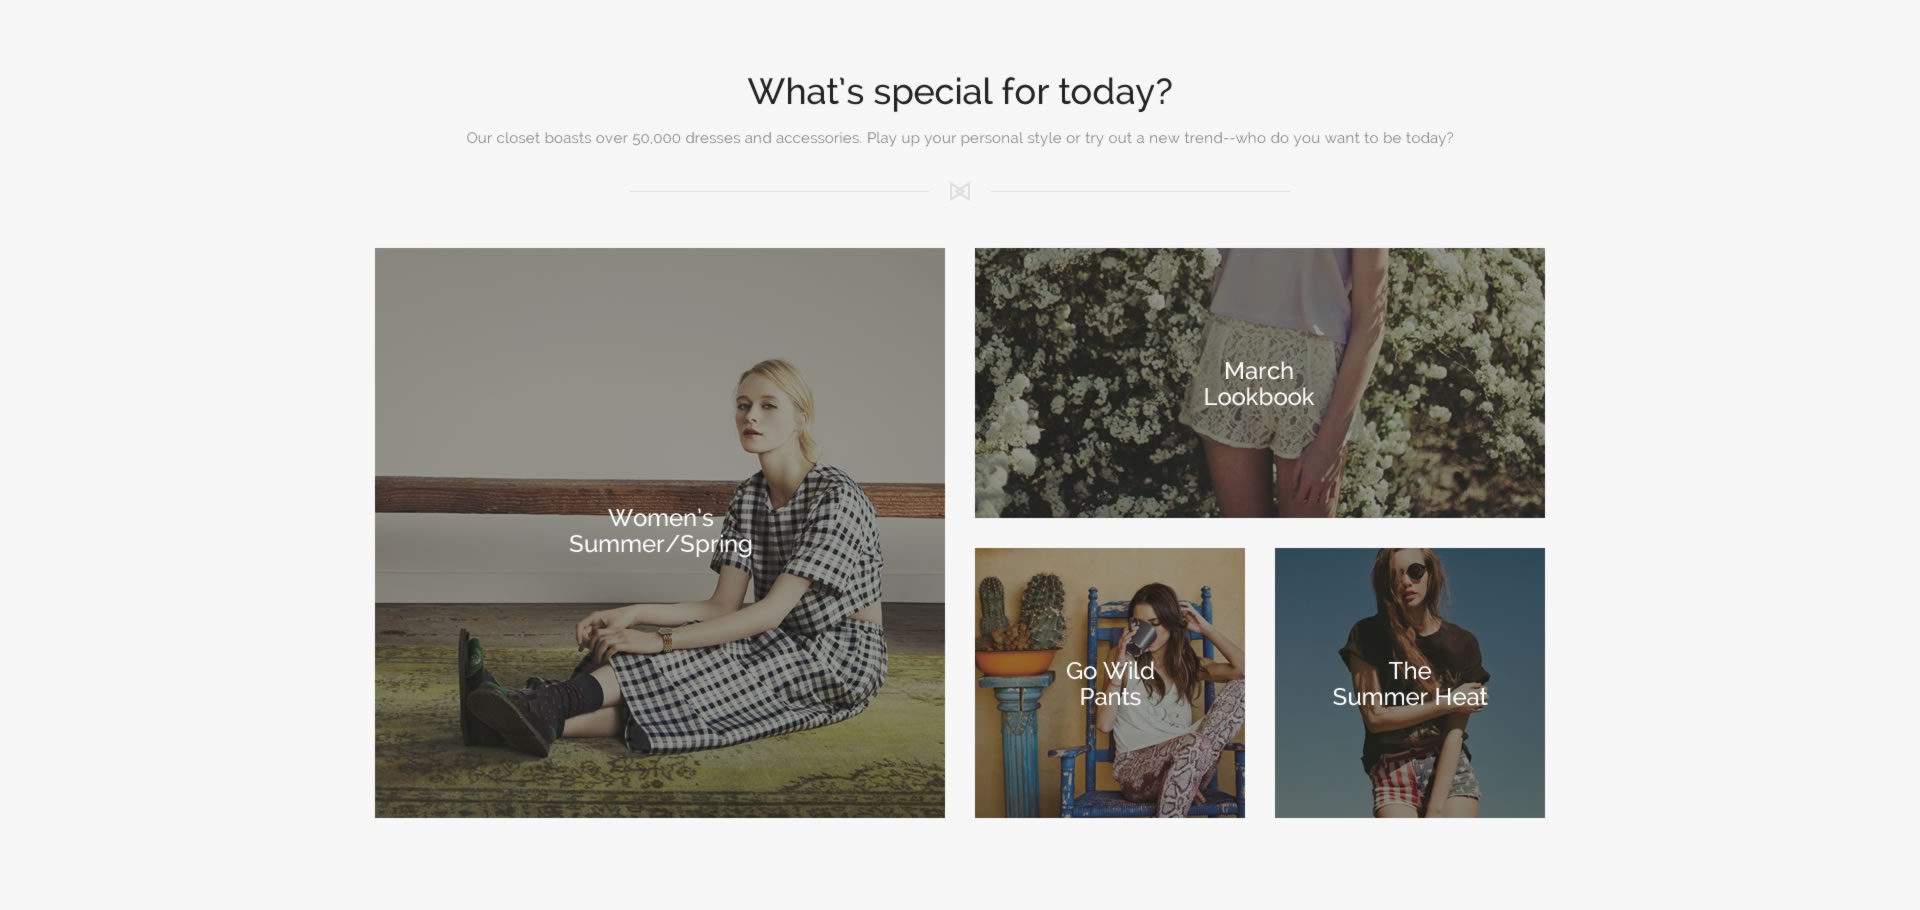 What's special for today?
Our closet boasts over 50,000 dresses and accessories. Play up your personal style or try out a new trend--who do you want to be today?
Women's
Summer/Spring
March
Lookbook
Go Wild
Pants
The
Summer Heat